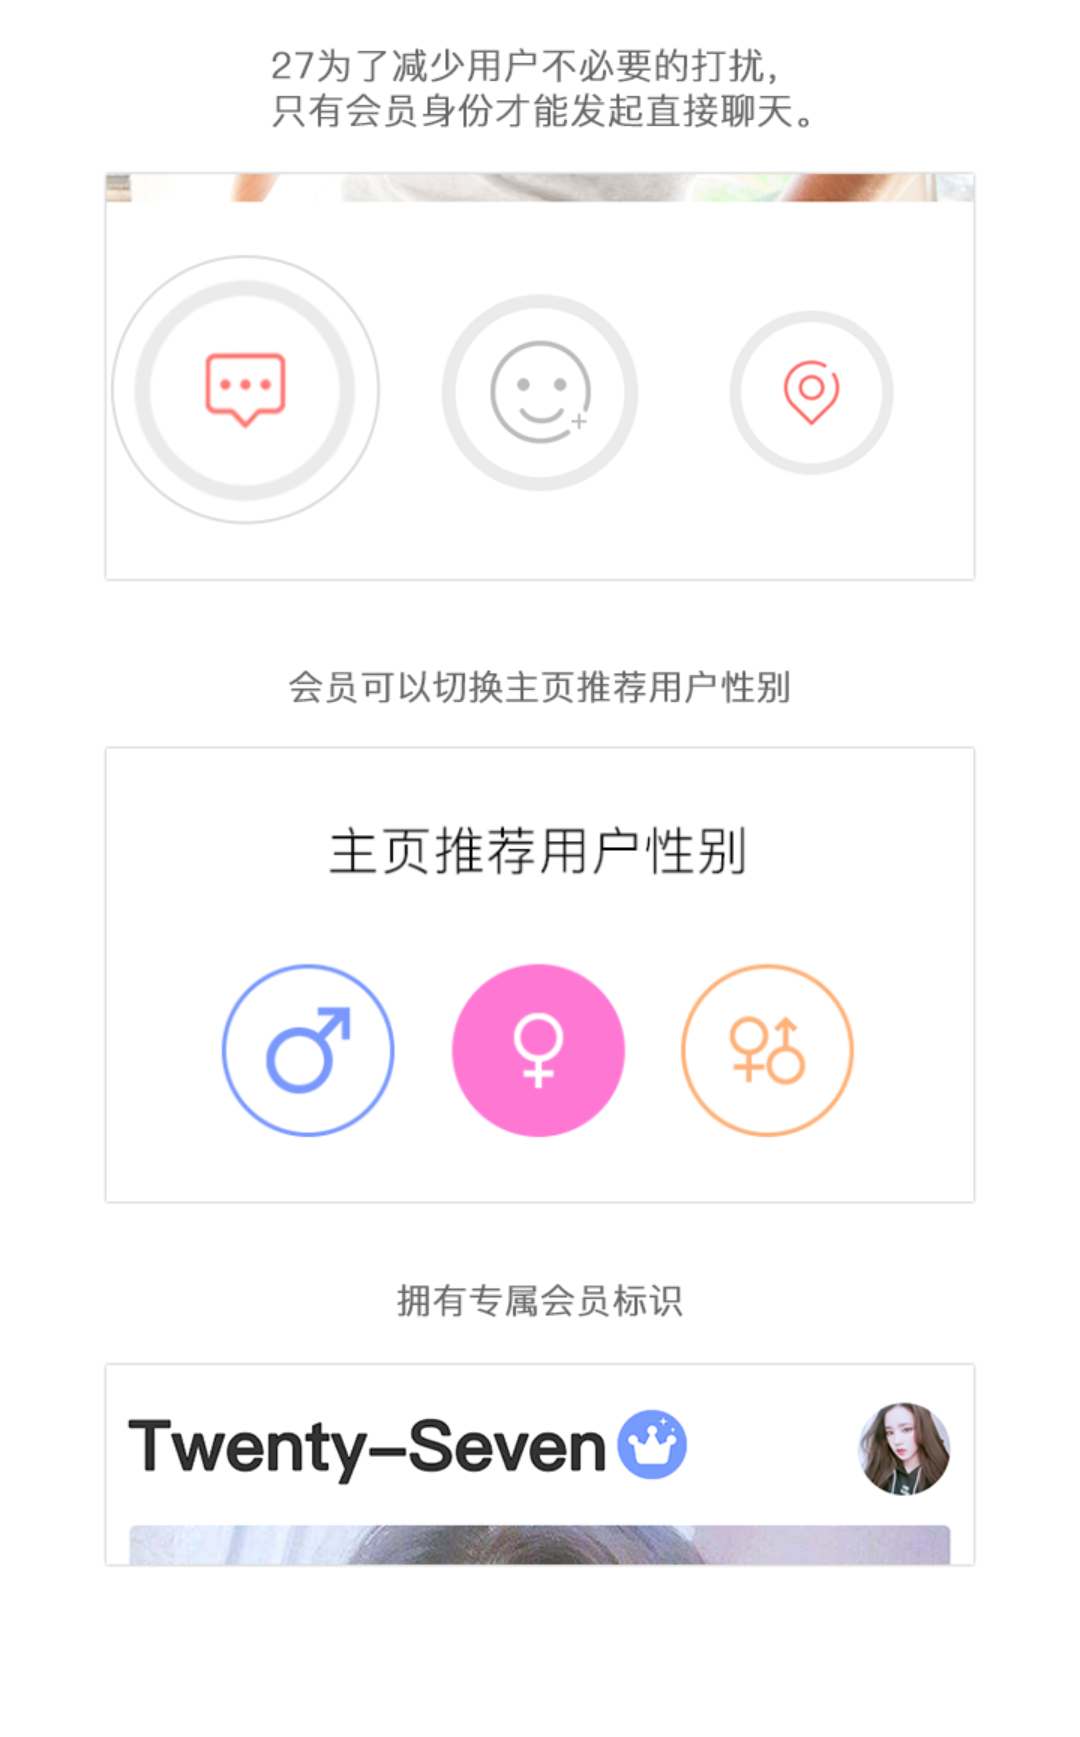 27为了减少用户不必要的打扰，
只有会员身份才能发起直接聊天。
会员可以切换主页推荐用户性别
主页推荐用户性别
拥有专属会员标识
Twenty-Seven